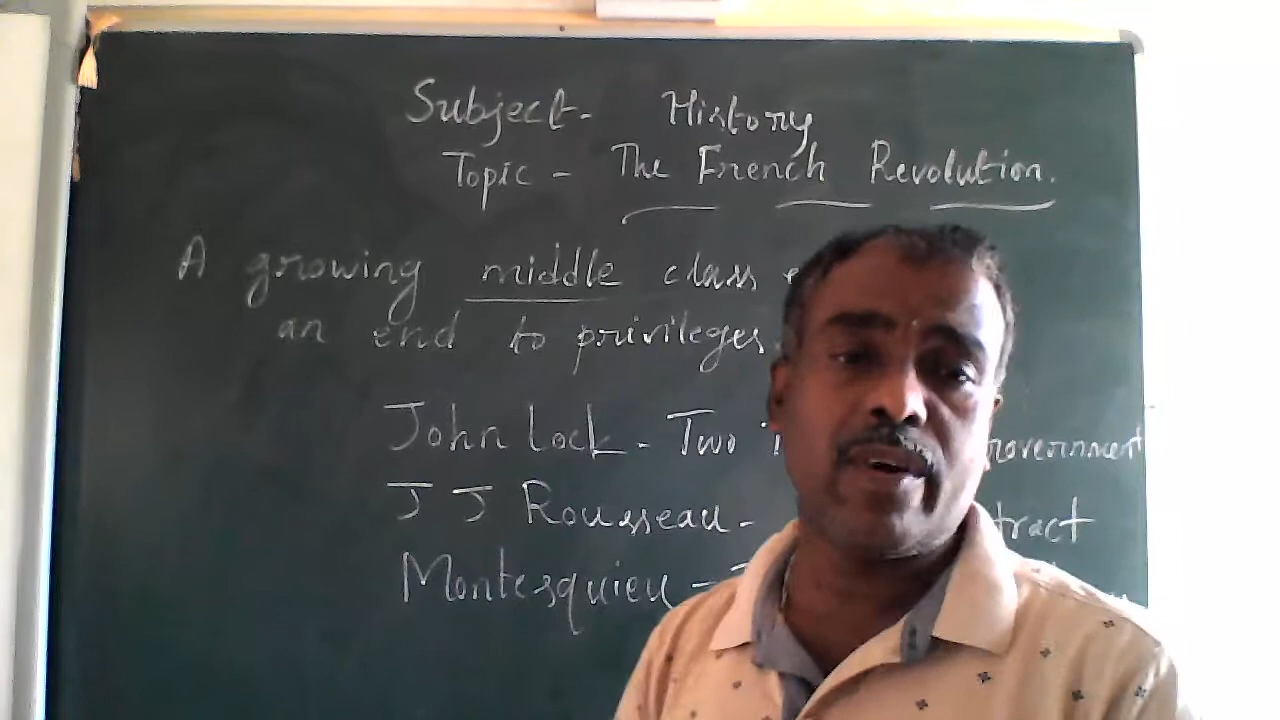 Subject- History
Topic - The French Revolution.
A growing middle class
an end to privileges.
John Lock - Two
J J Rousseau -
Montesquieu -